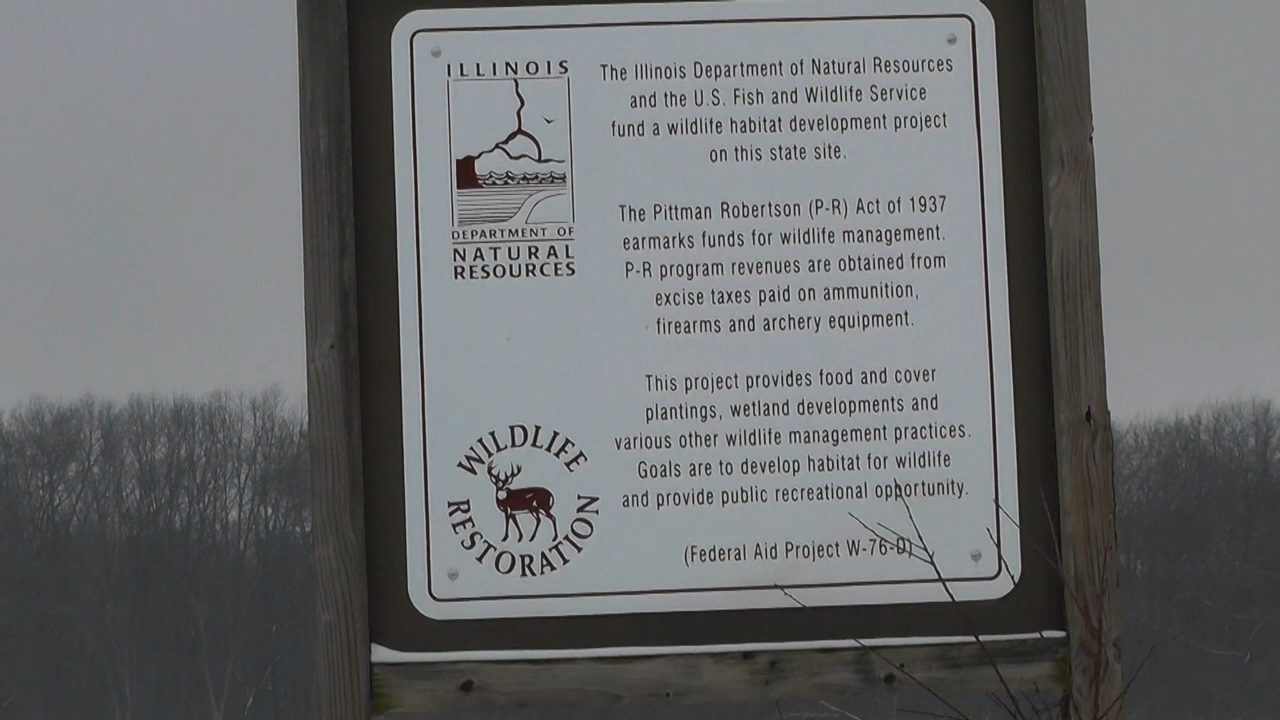 ILLINOIS
DEPARTMENT OF
NATURAL
RESOURCES
The Illinois Department of Natural Resources
and the U.S. Fish and Wildlife Service
fund a wildlife habitat development project
on this state site.
The Pittman Robertson (P-R) Act of 1937
earmarks funds for wildlife management.
P-R program revenues are obtained from
excise taxes paid on ammunition,
firearms and archery equipment.
This project provides food and cover
plantings, wetland developments and
various other wildlife management practices.
Goals are to develop habitat for wildlife
and provide public recreational opportunity.
(Federal Aid Project W-76-D)
WILDLIFE
RESTORATION